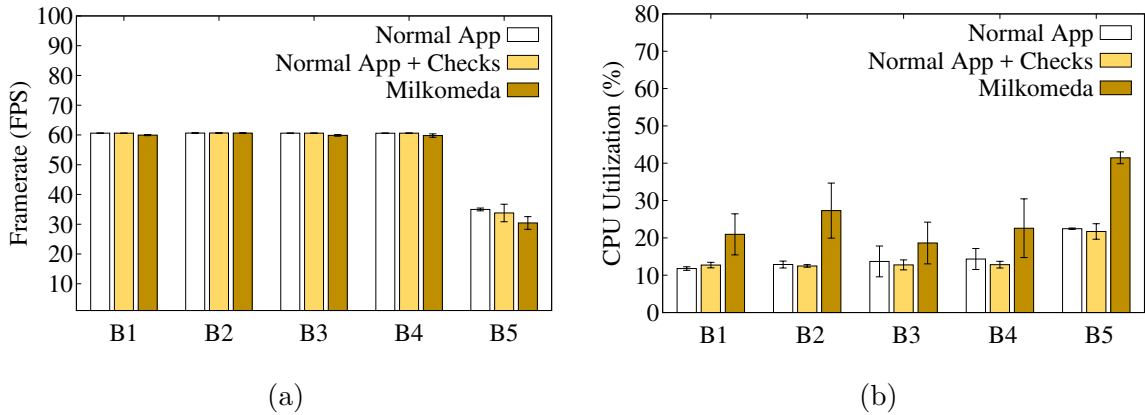 Framerate (FPS)
100
90
80
70
60
50
40
30
20
10
Normal App
Normal App + Checks
Milkomeda
B1 B2 B3 B4 B5
(a)
CPU Utilization (%)
80
70
60
50
40
30
20
10
0
Normal App
Normal App + Checks
Milkomeda
B1 B2 B3 B4 B5
(b)